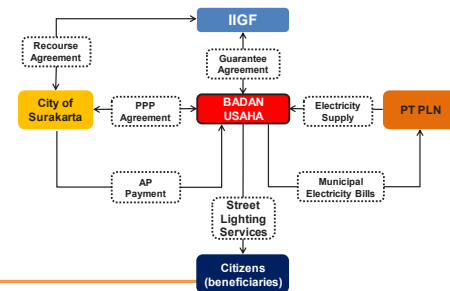 IIGF
Recourse
Agreement
Guarantee
Agreement
City of
Surakarta
PPP
Agreement
BADAN
USAHA
Electricity
Supply
PT PLN
AP
Payment
Municipal
Electricity Bills
Street
Lighting
Services
Citizens
(beneficiaries)